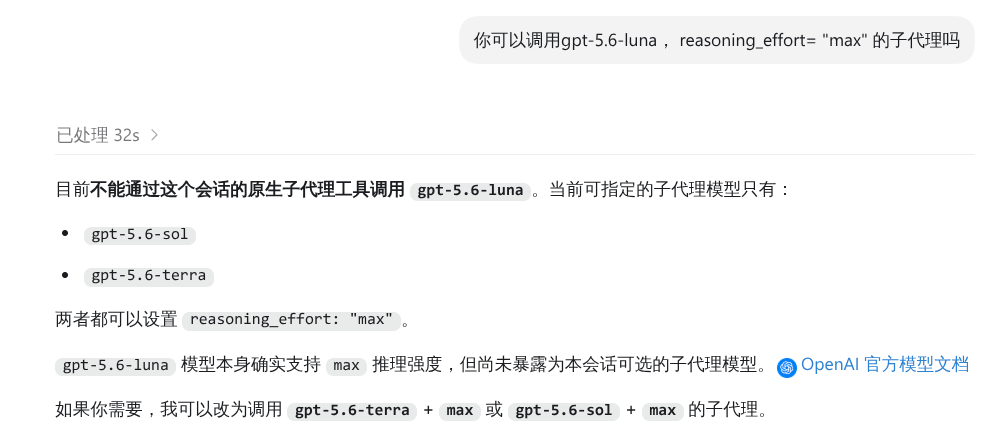 你可以调用gpt-5.6-luna， reasoning_effort= "max" 的子代理吗
已处理 32s
目前不能通过这个会话的原生子代理工具调用 gpt-5.6-luna。当前可指定的子代理模型只有：
gpt-5.6-sol
gpt-5.6-terra
两者都可以设置 reasoning_effort: "max"。
gpt-5.6-luna 模型本身确实支持 max 推理强度，但尚未暴露为本会话可选的子代理模型。 OpenAI 官方模型文档
如果你需要，我可以改为调用 gpt-5.6-terra + max 或 gpt-5.6-sol + max 的子代理。